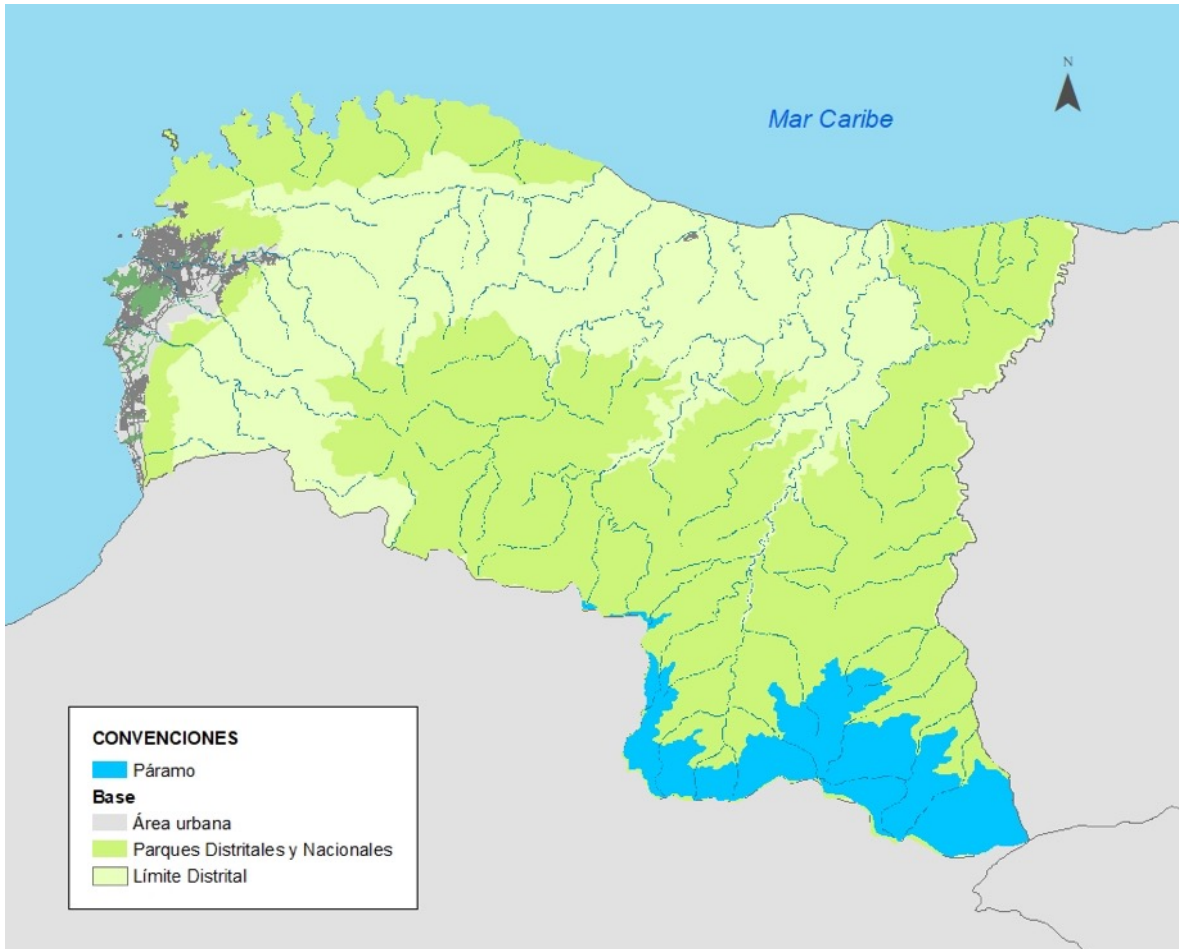 N
Mar Caribe
CONVENCIONES
Páramo
Base
Área urbana
Parques Distritales y Nacionales
Límite Distrital